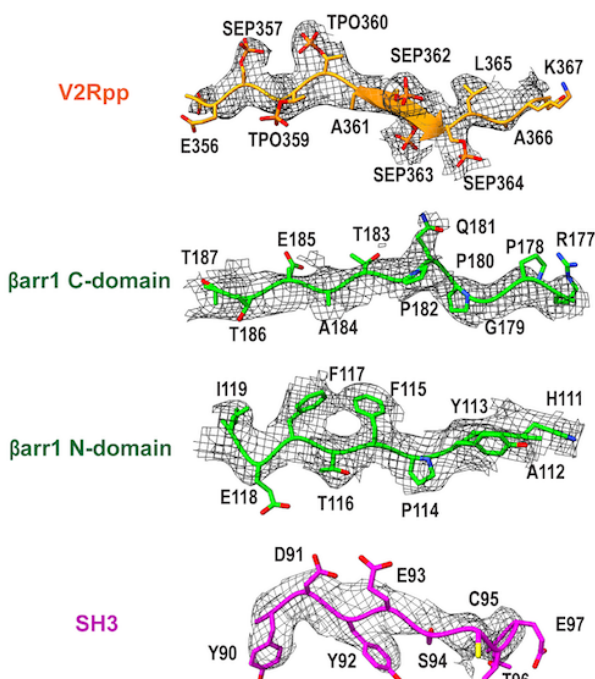 SEP357
TPO360
SEP362
L365
K367
V2Rpp
E356
TPO359
A361
SEP363
A366
SEP364
T187
E185
T183
Q181
P178
R177
P180
βarr1 C-domain
T186
A184
P182
G179
I119
F117
F115
Y113
H111
βarr1 N-domain
E118
T116
P114
A112
D91
E93
C95
E97
SH3
Y90
Y92
S94
T96